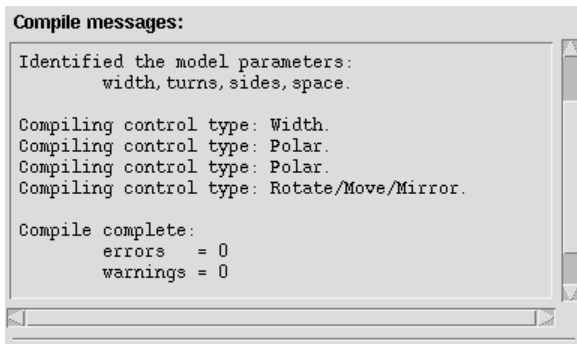 Compile messages:
Identified the model parameters:
width,turns,sides,space.
Compiling control type: Width.
Compiling control type: Polar.
Compiling control type: Polar.
Compiling control type: Rotate/Move/Mirror.
Compile complete:
errors = 0
warnings = 0